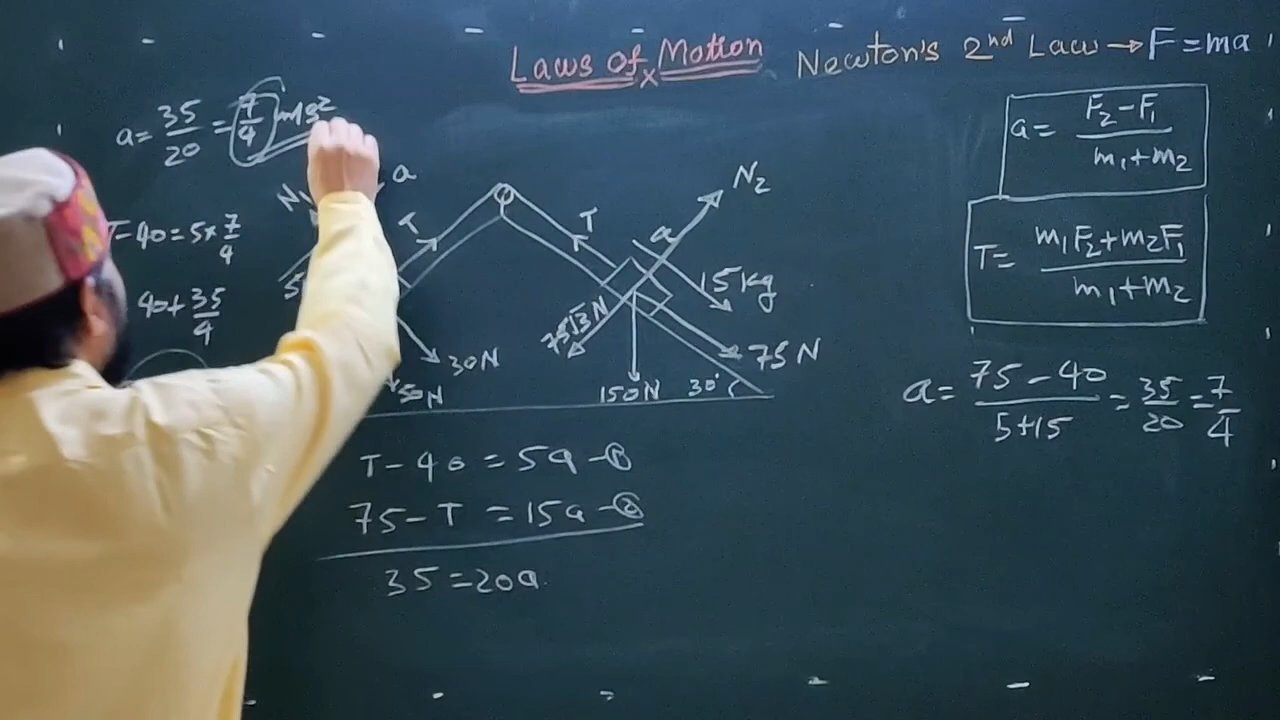 Laws Of Motion
Newton's 2nd Law → F = ma
a = 35/20 = 7/4 m/s²
T - 40 = 5 × 7/4
40 + 35/4
N
a
T
30 N
50 N
T
a
N₂
15 kg
75√3 N
75 N
150 N
30°
T - 40 = 5a - ①
75 - T = 15a - ②
35 = 20a
a = F₂ - F₁ / m₁ + m₂
T = m₁F₂ + m₂F₁ / m₁ + m₂
a = 75 - 40 / 5 + 15 = 35/20 = 7/4